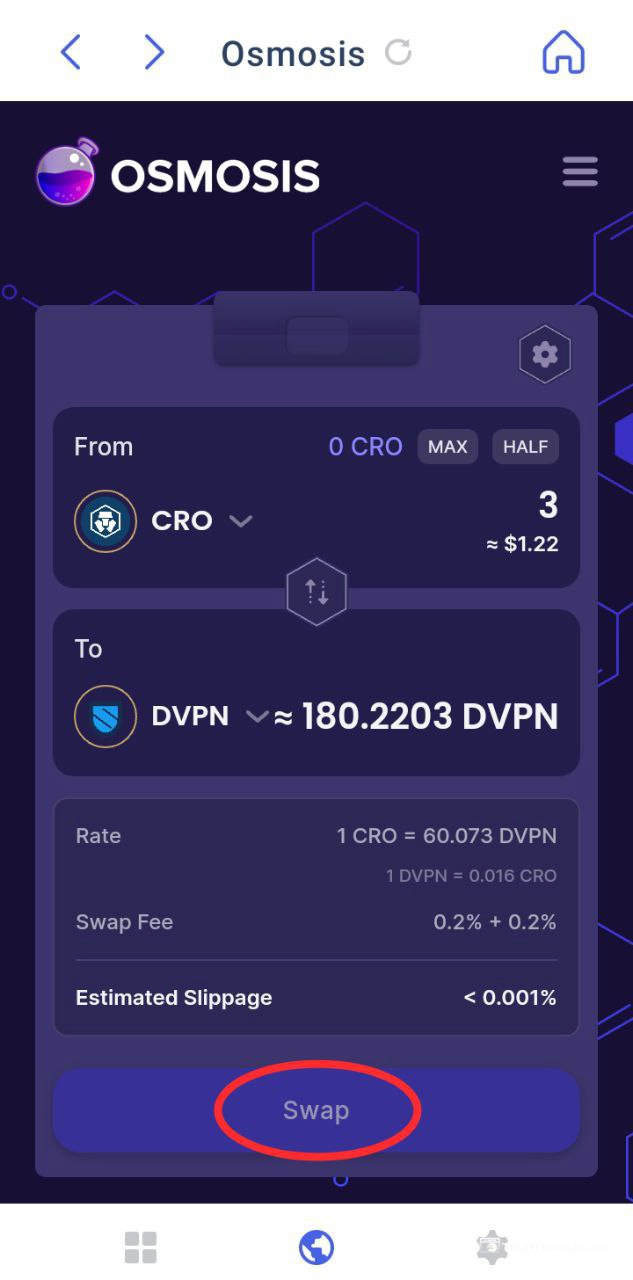 Osmosis
OSMOSIS
From 0 CRO MAX HALF
CRO 3
≈ $1.22
To
DVPN ≈ 180.2203 DVPN
Rate 1 CRO = 60.073 DVPN
1 DVPN = 0.016 CRO
Swap Fee 0.2% + 0.2%
Estimated Slippage < 0.001%
Swap